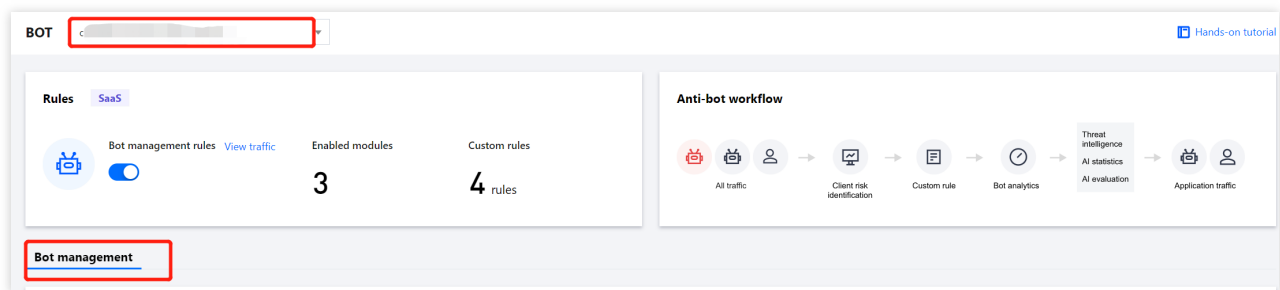 BOT
Hands-on tutorial
Rules SaaS
Bot management rules View traffic
Enabled modules
3
Custom rules
4 rules
Anti-bot workflow
All traffic
Client risk
identification
Custom rule
Bot analytics
Threat
intelligence
AI statistics
AI evaluation
Application traffic
Bot management